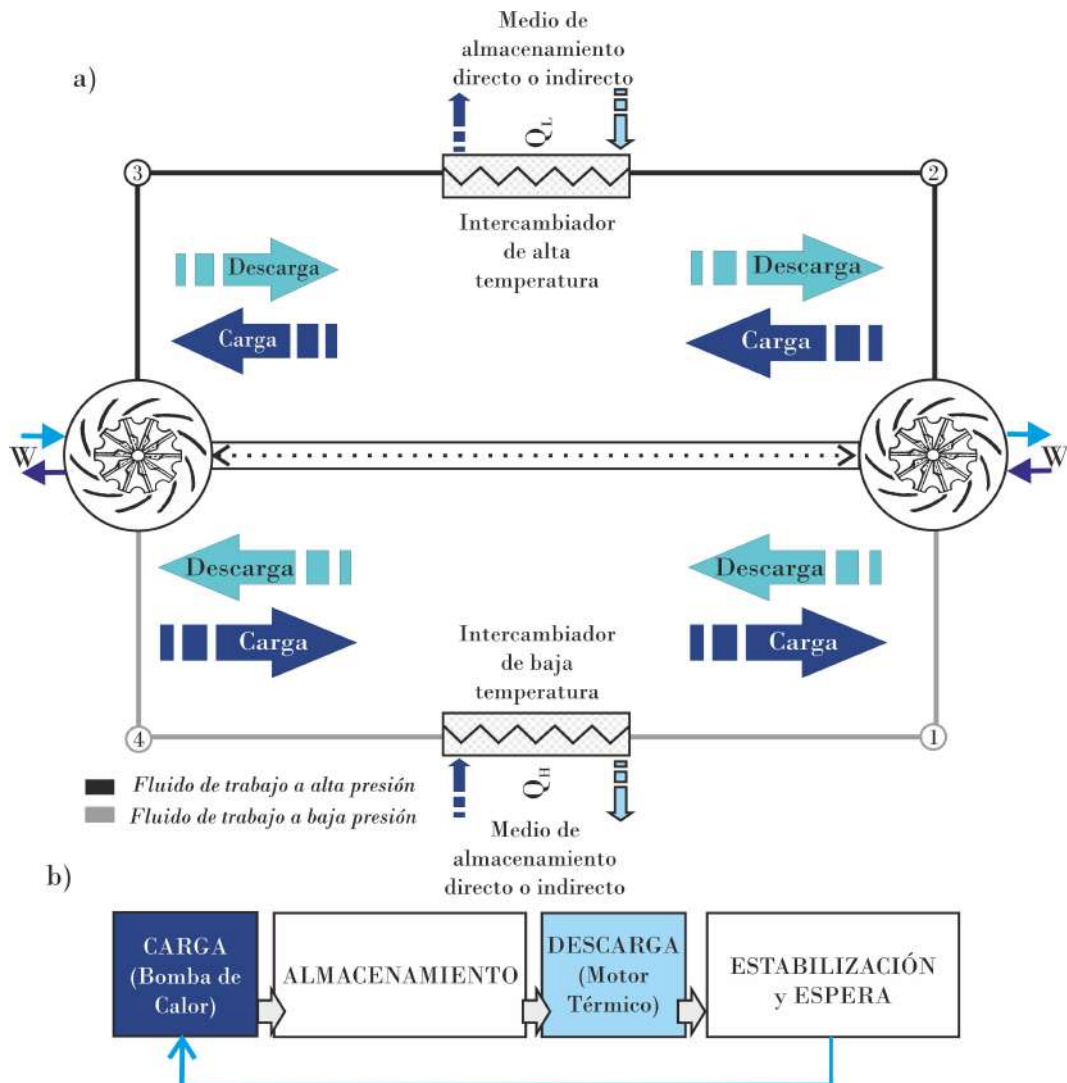 a)
Medio de
almacenamiento
directo o indirecto
Q_L
3
2
Intercambiador
de alta
temperatura
Descarga
Descarga
Carga
Carga
W
W
Descarga
Descarga
Carga
Carga
Intercambiador
de baja
temperatura
4
1
Q_H
Fluido de trabajo a alta presión
Fluido de trabajo a baja presión
Medio de
almacenamiento
directo o indirecto
b)
CARGA
(Bomba de
Calor)
ALMACENAMIENTO
DESCARGA
(Motor
Térmico)
ESTABILIZACIÓN
y ESPERA